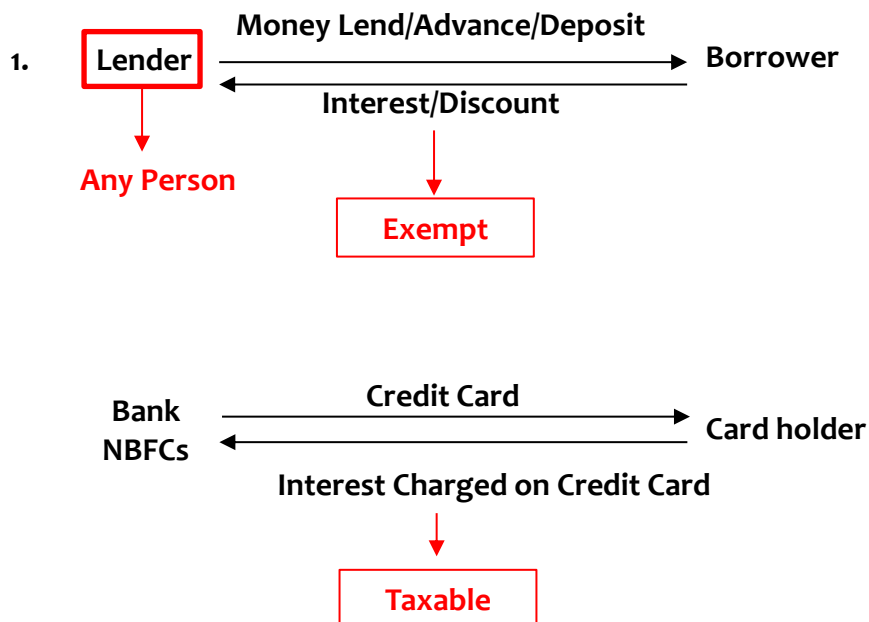 Money Lend/Advance/Deposit
1. Lender Borrower
Interest/Discount
Any Person
Exempt
Credit Card
Bank
NBFCs
Card holder
Interest Charged on Credit Card
Taxable